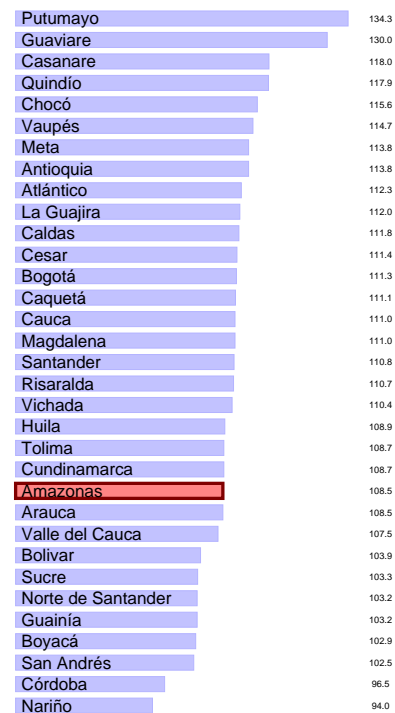 Putumayo 134.3
Guaviare 130.0
Casanare 118.0
Quindío 117.9
Chocó 115.6
Vaupés 114.7
Meta 113.8
Antioquia 113.8
Atlántico 112.3
La Guajira 112.0
Caldas 111.8
Cesar 111.4
Bogotá 111.3
Caquetá 111.1
Cauca 111.0
Magdalena 111.0
Santander 110.8
Risaralda 110.7
Vichada 110.4
Huila 108.9
Tolima 108.7
Cundinamarca 108.7
Amazonas 108.5
Arauca 108.5
Valle del Cauca 107.5
Bolivar 103.9
Sucre 103.3
Norte de Santander 103.2
Guainía 103.2
Boyacá 102.9
San Andrés 102.5
Córdoba 96.5
Nariño 94.0